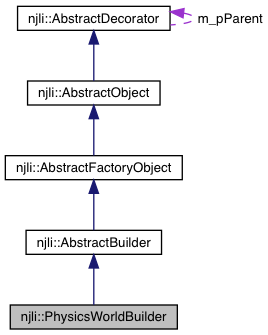 njli::AbstractDecorator
m_pParent
njli::AbstractObject
njli::AbstractFactoryObject
njli::AbstractBuilder
njli::PhysicsWorldBuilder